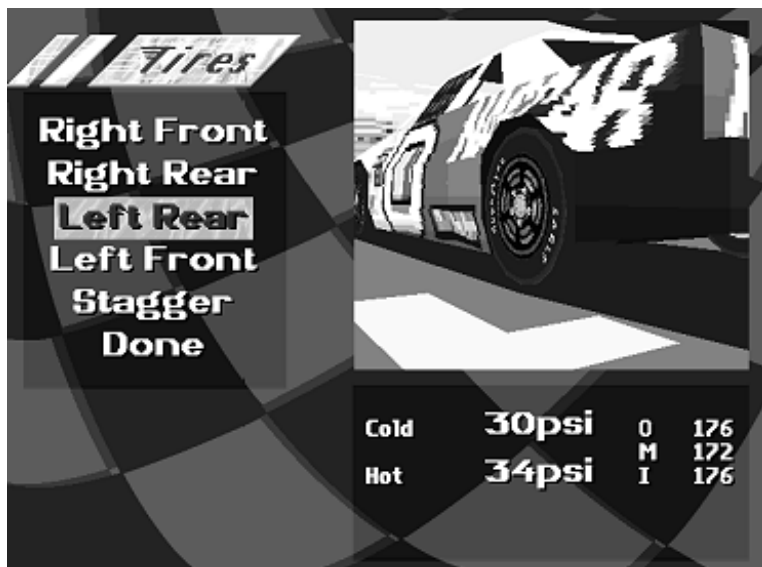 Tires
Right Front
Right Rear
Left Rear
Left Front
Stagger
Done
Cold 30psi O 176
M 172
Hot 34psi I 176